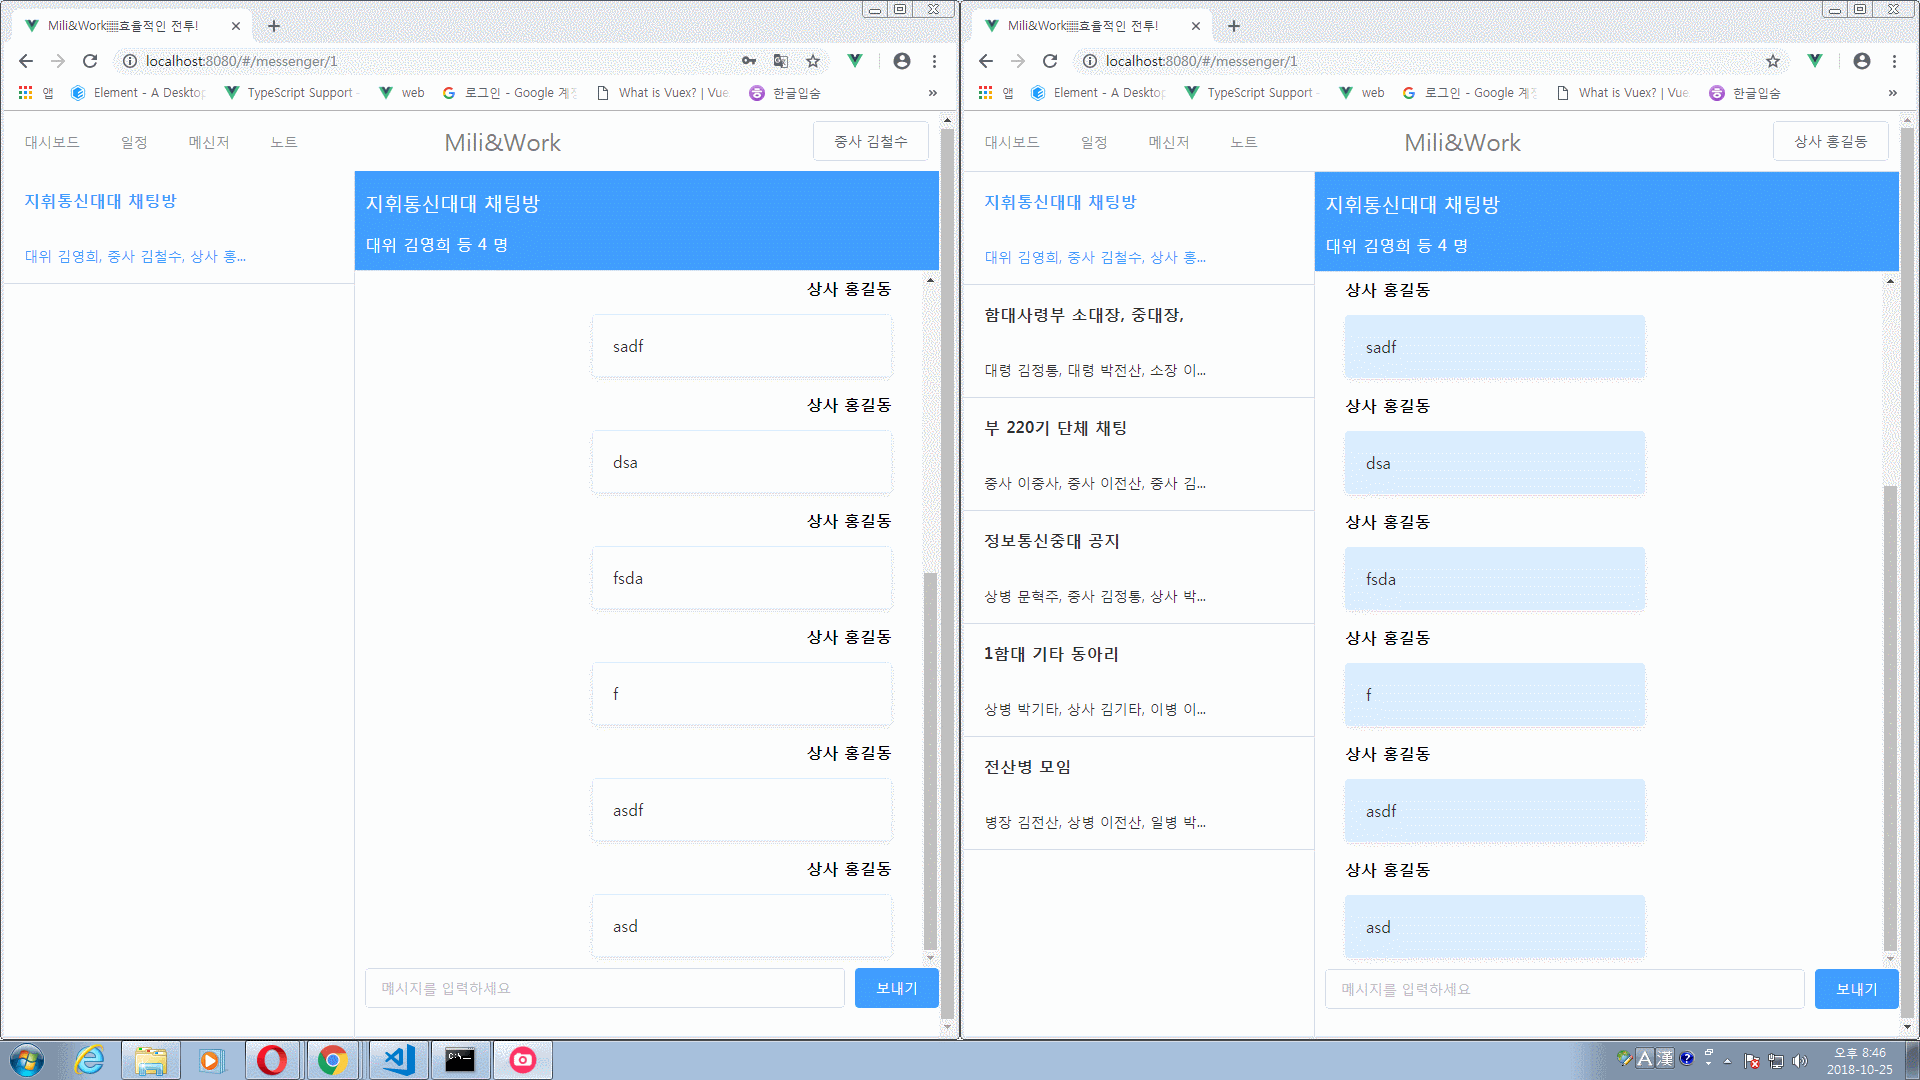 Mili&Work▒효율적인 전투!
localhost:8080/#/messenger/1
앱
Element - A Desktop
TypeScript Support -
web
로그인 - Google 계정
What is Vuex? | Vue
한글입숨
»
대시보드
일정
메신저
노트
Mili&Work
중사 김철수
지휘통신대대 채팅방
대위 김영희, 중사 김철수, 상사 홍...
지휘통신대대 채팅방
대위 김영희 등 4 명
상사 홍길동
sadf
상사 홍길동
dsa
상사 홍길동
fsda
상사 홍길동
f
상사 홍길동
asdf
상사 홍길동
asd
메시지를 입력하세요
보내기
Mili&Work▒효율적인 전투!
localhost:8080/#/messenger/1
앱
Element - A Desktop
TypeScript Support -
web
로그인 - Google 계정
What is Vuex? | Vue
한글입숨
»
대시보드
일정
메신저
노트
Mili&Work
상사 홍길동
지휘통신대대 채팅방
대위 김영희, 중사 김철수, 상사 홍...
함대사령부 소대장, 중대장,
대령 김정통, 대령 박전산, 소장 이...
부 220기 단체 채팅
중사 이중사, 중사 이전산, 중사 김...
정보통신중대 공지
상병 문혁주, 중사 김정통, 상사 박...
1함대 기타 동아리
상병 박기타, 상사 김기타, 이병 이...
전산병 모임
병장 김전산, 상병 이전산, 일병 박...
지휘통신대대 채팅방
대위 김영희 등 4 명
상사 홍길동
sadf
상사 홍길동
dsa
상사 홍길동
fsda
상사 홍길동
f
상사 홍길동
asdf
상사 홍길동
asd
메시지를 입력하세요
보내기
A 漢
오후 8:46
2018-10-25